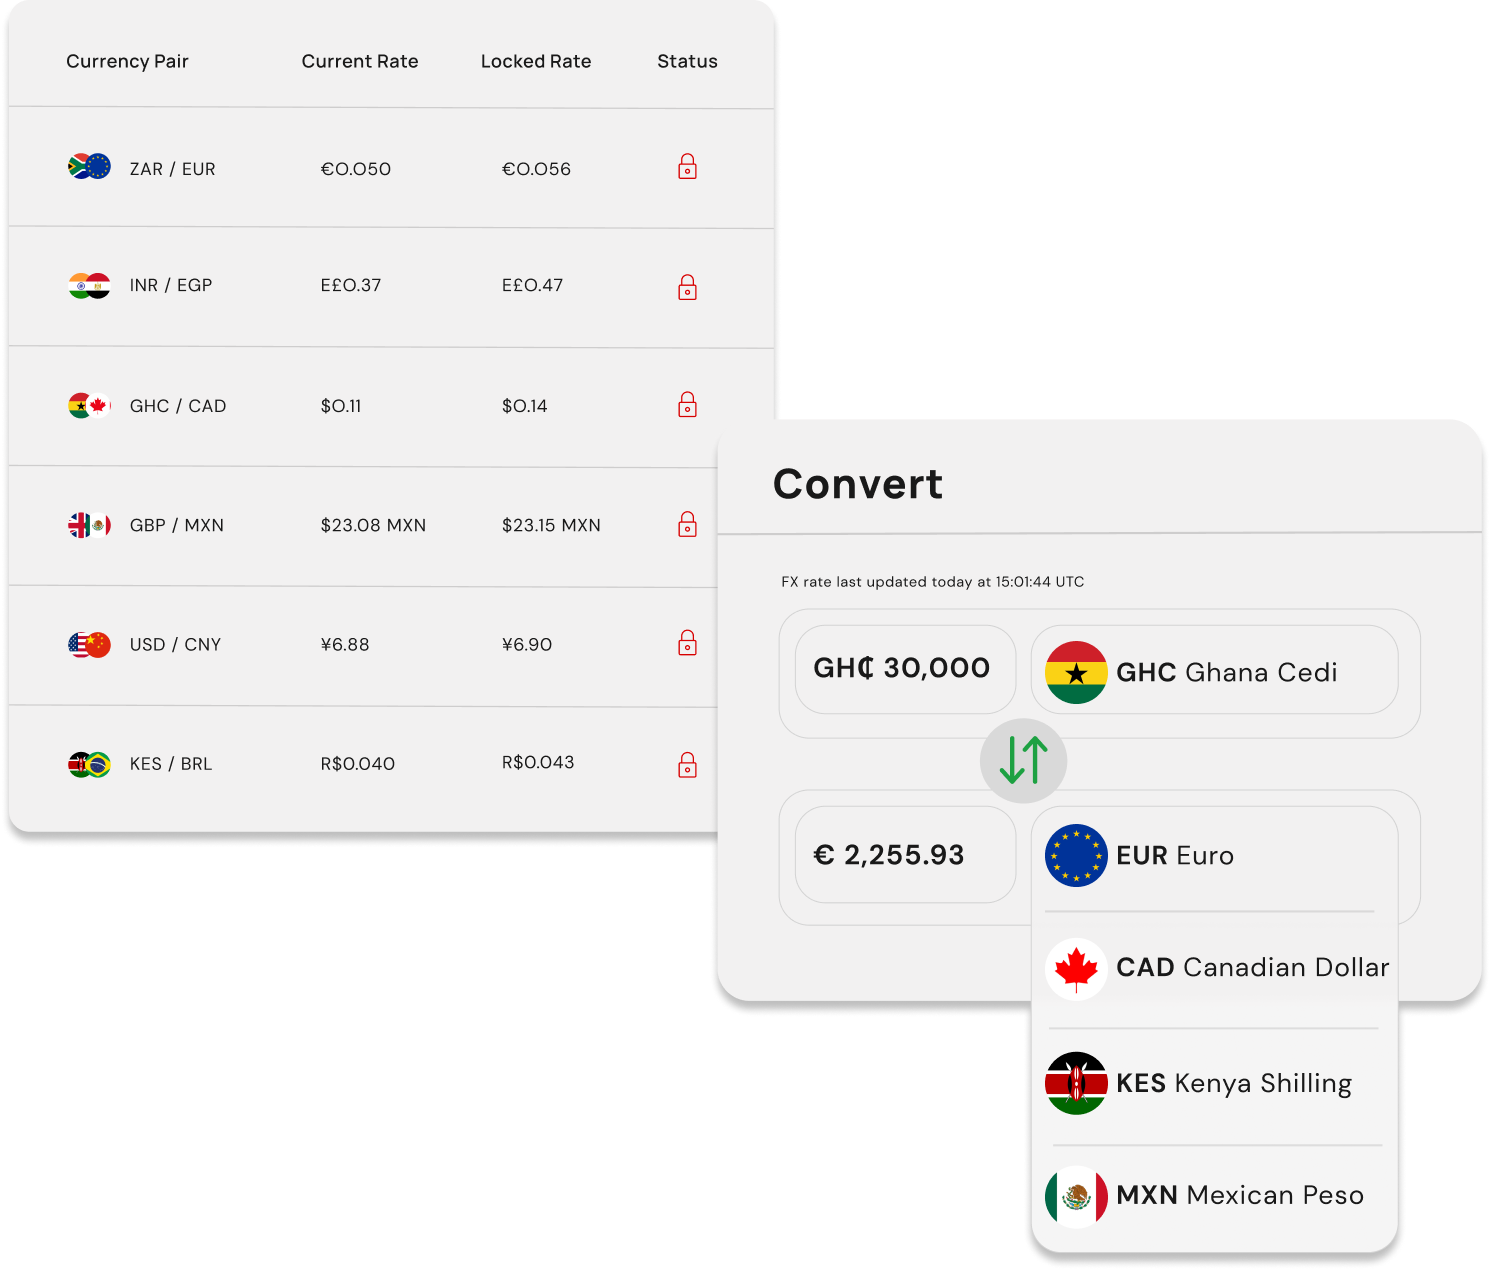 Currency Pair Current Rate Locked Rate Status
ZAR / EUR €0.050 €0.056
INR / EGP E£0.37 E£0.47
GHC / CAD $0.11 $0.14
GBP / MXN $23.08 MXN $23.15 MXN
USD / CNY ¥6.88 ¥6.90
KES / BRL R$0.040 R$0.043
Convert
FX rate last updated today at 15:01:44 UTC
GH₵ 30,000 GHC Ghana Cedi
€ 2,255.93 EUR Euro
CAD Canadian Dollar
KES Kenya Shilling
MXN Mexican Peso